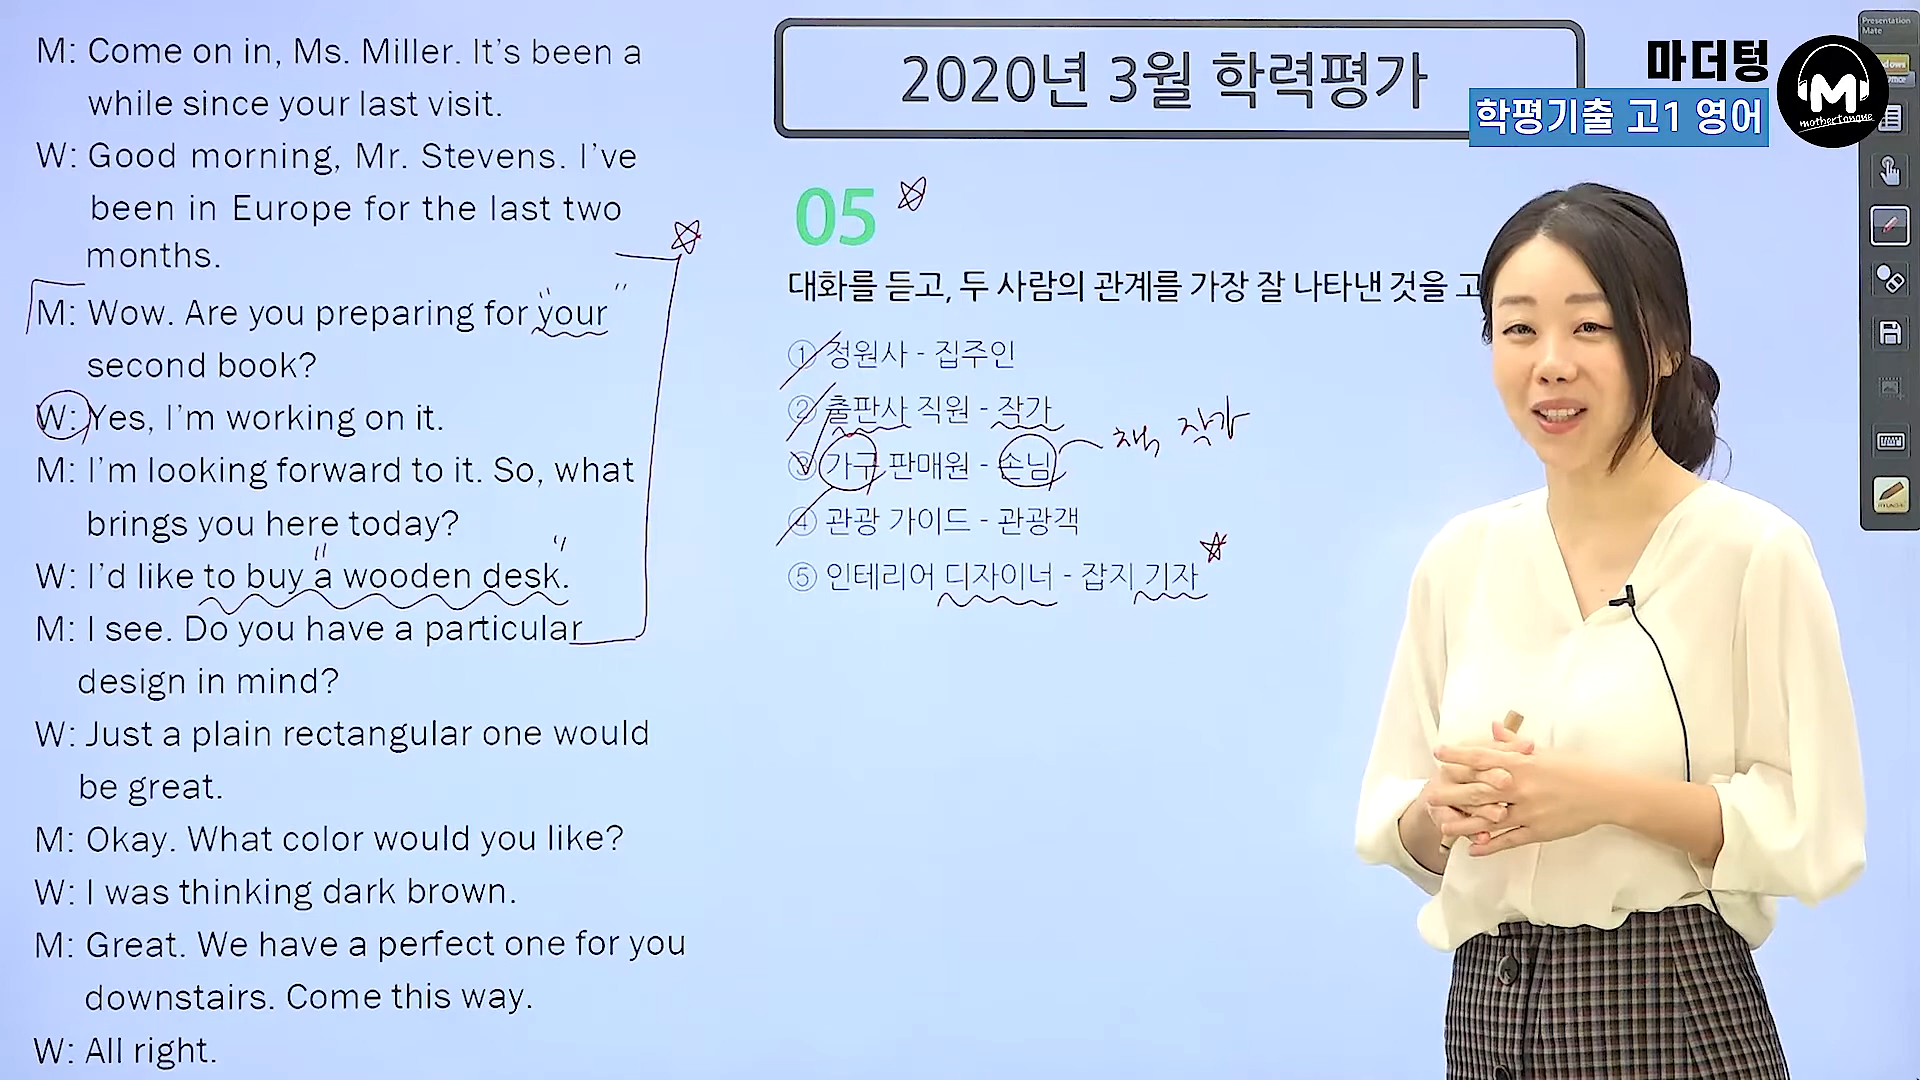 M: Come on in, Ms. Miller. It's been a
while since your last visit.
W: Good morning, Mr. Stevens. I've
been in Europe for the last two
months.
M: Wow. Are you preparing for your
second book?
W: Yes, I'm working on it.
M: I'm looking forward to it. So, what
brings you here today?
W: I'd like to buy a wooden desk.
M: I see. Do you have a particular
design in mind?
W: Just a plain rectangular one would
be great.
M: Okay. What color would you like?
W: I was thinking dark brown.
M: Great. We have a perfect one for you
downstairs. Come this way.
W: All right.
2020년 3월 학력평가
마더텅
학평기출 고1 영어
M
mothertongue
Presentation
Mate
05
대화를 듣고, 두 사람의 관계를 가장 잘 나타낸 것을 고
① 정원사 - 집주인
② 출판사 직원 - 작가
③ 가구 판매원 - 손님
책 작가
④ 관광 가이드 - 관광객
⑤ 인테리어 디자이너 - 잡지 기자